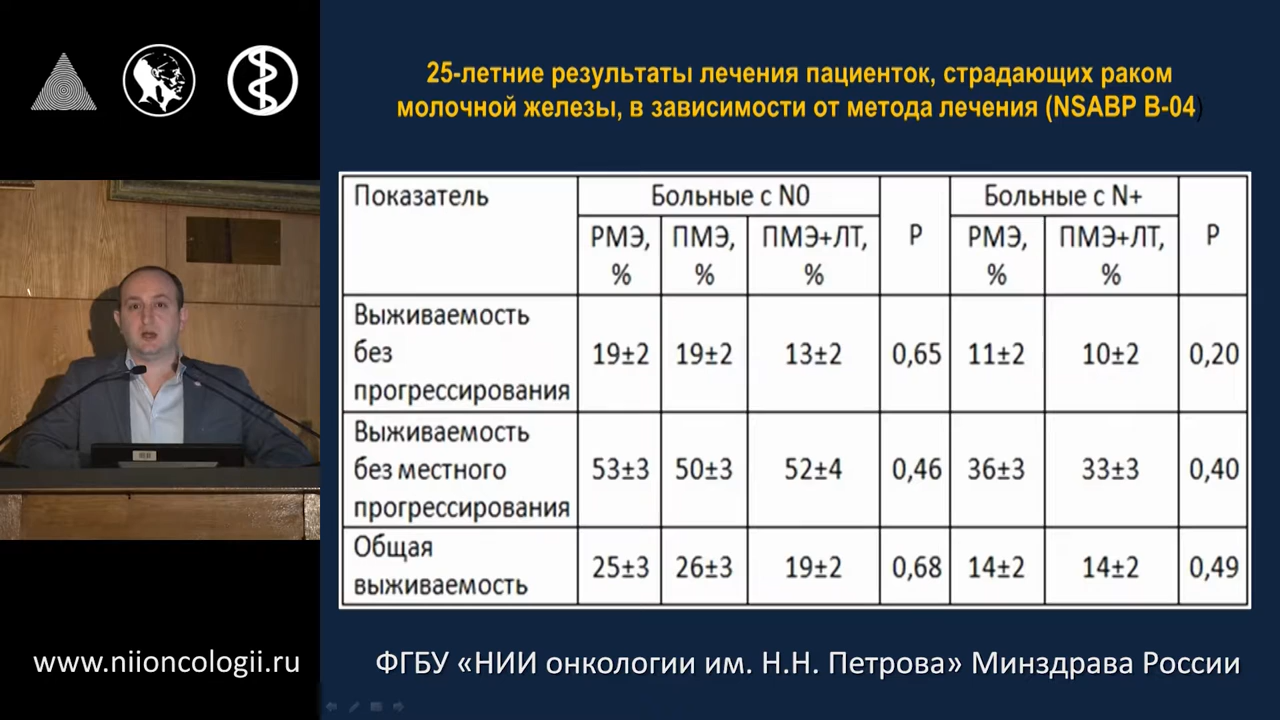 25-летние результаты лечения пациенток, страдающих раком
молочной железы, в зависимости от метода лечения (NSABP B-04)
Показатель Больные с N0 P Больные с N+ P
РМЭ, % ПМЭ, % ПМЭ+ЛТ, % РМЭ, % ПМЭ+ЛТ, %
Выживаемость
без
прогрессирования
19±2 19±2 13±2 0,65 11±2 10±2 0,20
Выживаемость
без местного
прогрессирования
53±3 50±3 52±4 0,46 36±3 33±3 0,40
Общая
выживаемость
25±3 26±3 19±2 0,68 14±2 14±2 0,49
www.niioncologii.ru
ФГБУ «НИИ онкологии им. Н.Н. Петрова» Минздрава России